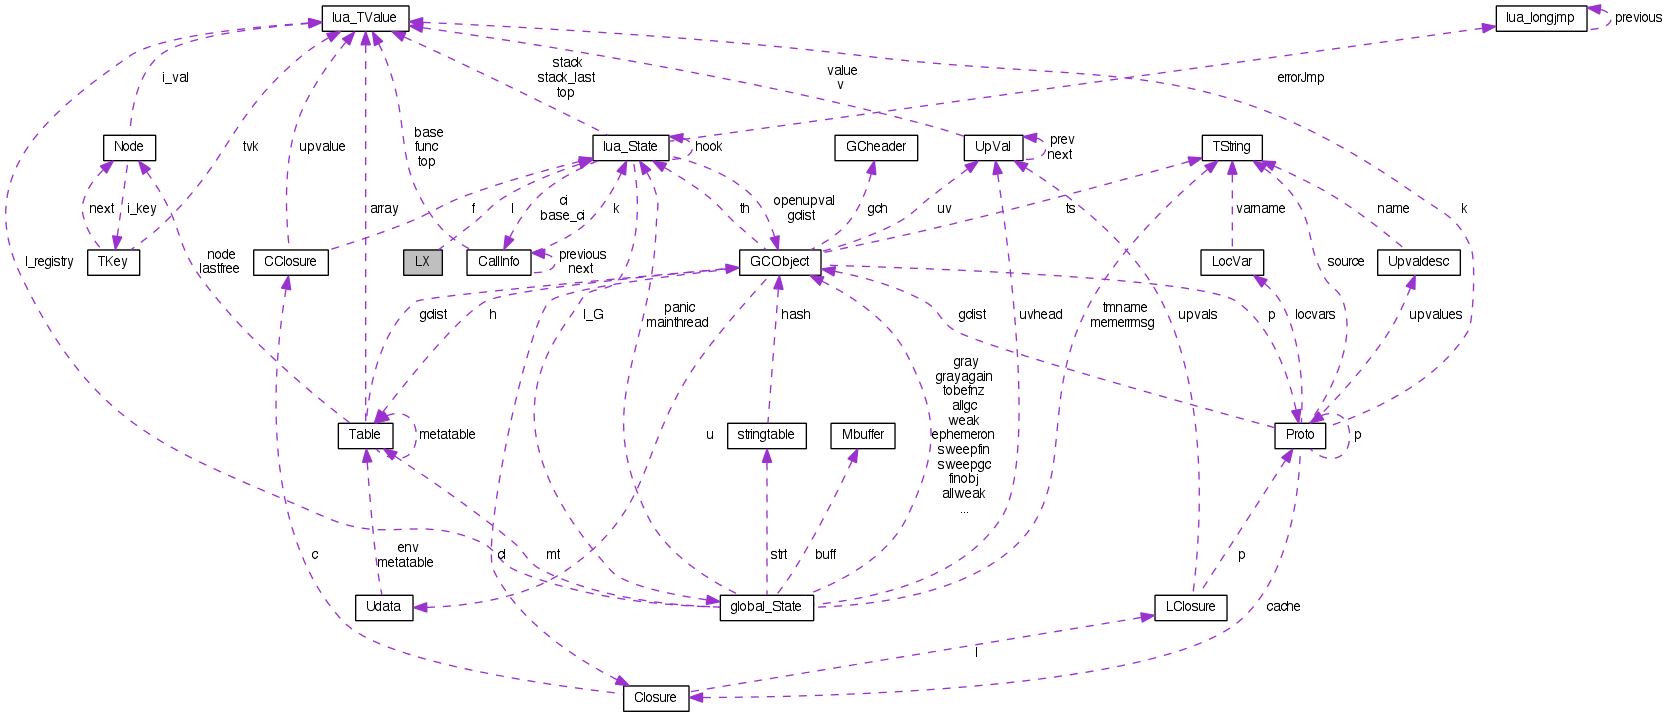 lua_TValue
lua_longjmp
previous
stack
stack_last
top
value
v
errorJmp
i_val
Node
tvk
upvalue
base
func
top
lua_State
hook
GCheader
UpVal
prev
next
TString
next
i_key
array
f
l
ci
base_ci
k
th
openupval
gclist
gch
uv
ts
varname
name
k
l_registry
TKey
node
lastfree
CClosure
LX
CallInfo
previous
next
GCObject
LocVar
source
Upvaldesc
gclist
h
l_G
panic
mainthread
hash
gclist
uvhead
tmname
memerrmsg
upvals
p
locvars
upvalues
gray
grayagain
tobefnz
allgc
weak
ephemeron
sweepfin
sweepgc
finobj
allweak
...
Table
metatable
u
stringtable
Mbuffer
Proto
p
c
env
metatable
cl
mt
strt
buff
p
Udata
global_State
LClosure
cache
l
Closure